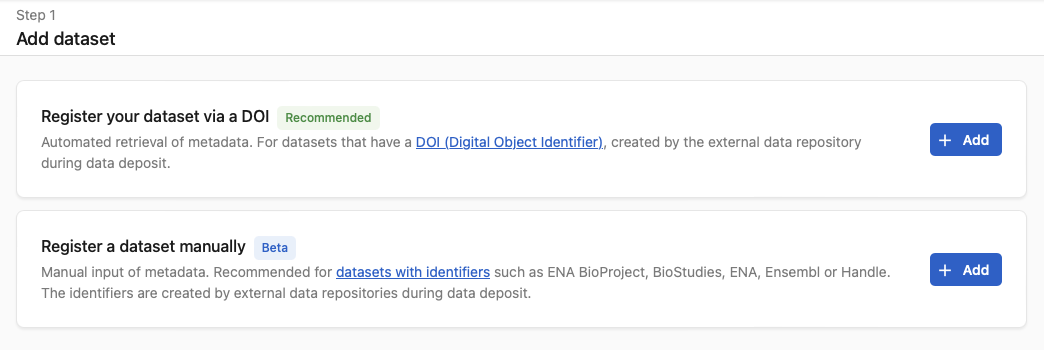 Step 1
Add dataset
Register your dataset via a DOI Recommended
Automated retrieval of metadata. For datasets that have a DOI (Digital Object Identifier), created by the external data repository
during data deposit.
+ Add
Register a dataset manually Beta
Manual input of metadata. Recommended for datasets with identifiers such as ENA BioProject, BioStudies, ENA, Ensembl or Handle.
The identifiers are created by external data repositories during data deposit.
+ Add